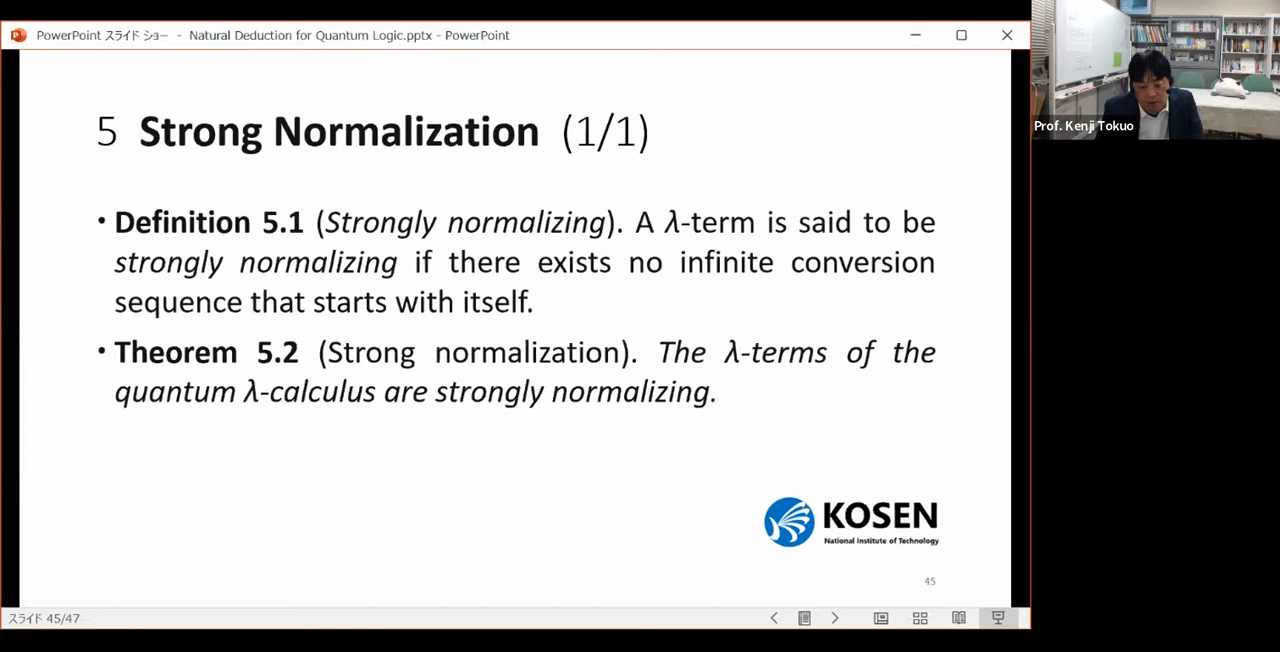 PowerPoint スライド ショー - Natural Deduction for Quantum Logic.pptx - PowerPoint
5 Strong Normalization (1/1)
• Definition 5.1 (Strongly normalizing). A λ-term is said to be
strongly normalizing if there exists no infinite conversion
sequence that starts with itself.
• Theorem 5.2 (Strong normalization). The λ-terms of the
quantum λ-calculus are strongly normalizing.
KOSEN
National Institute of Technology
45
スライド 45/47
Prof. Kenji Tokuo